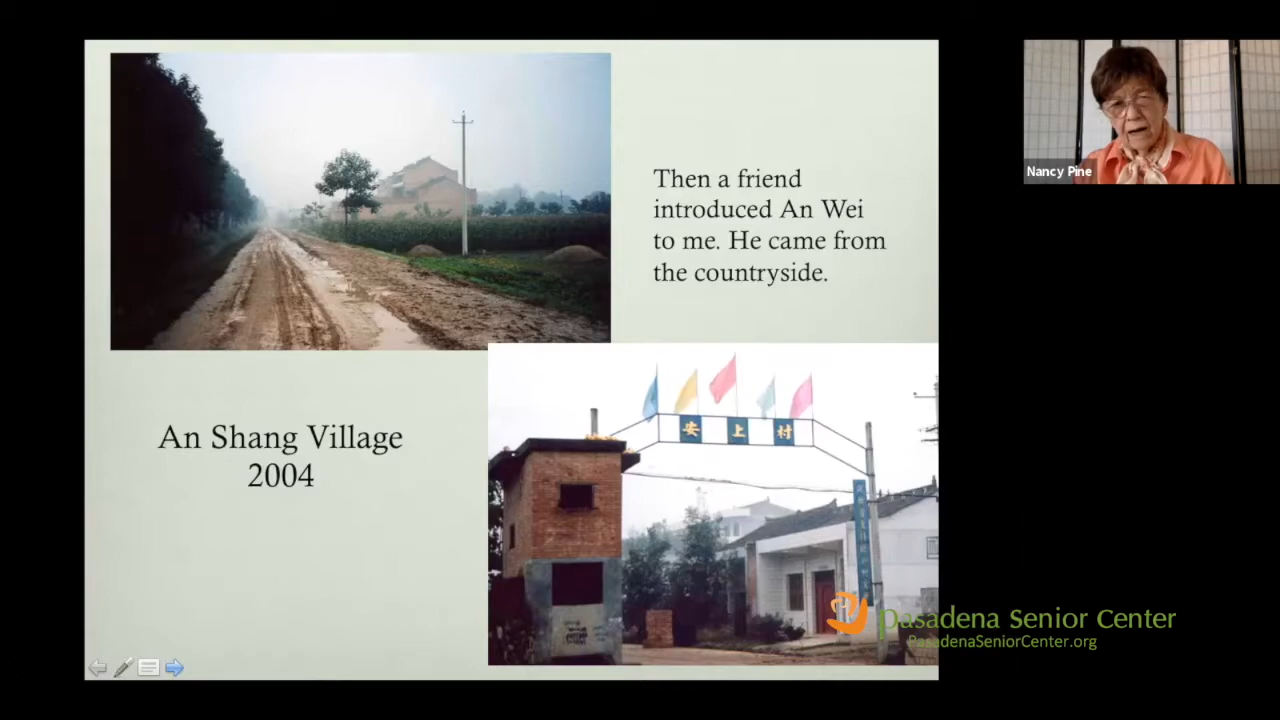 Then a friend
introduced An Wei
to me. He came from
the countryside.
Nancy Pine
An Shang Village
2004
安上村
Pasadena Senior Center
PasadenaSeniorCenter.org